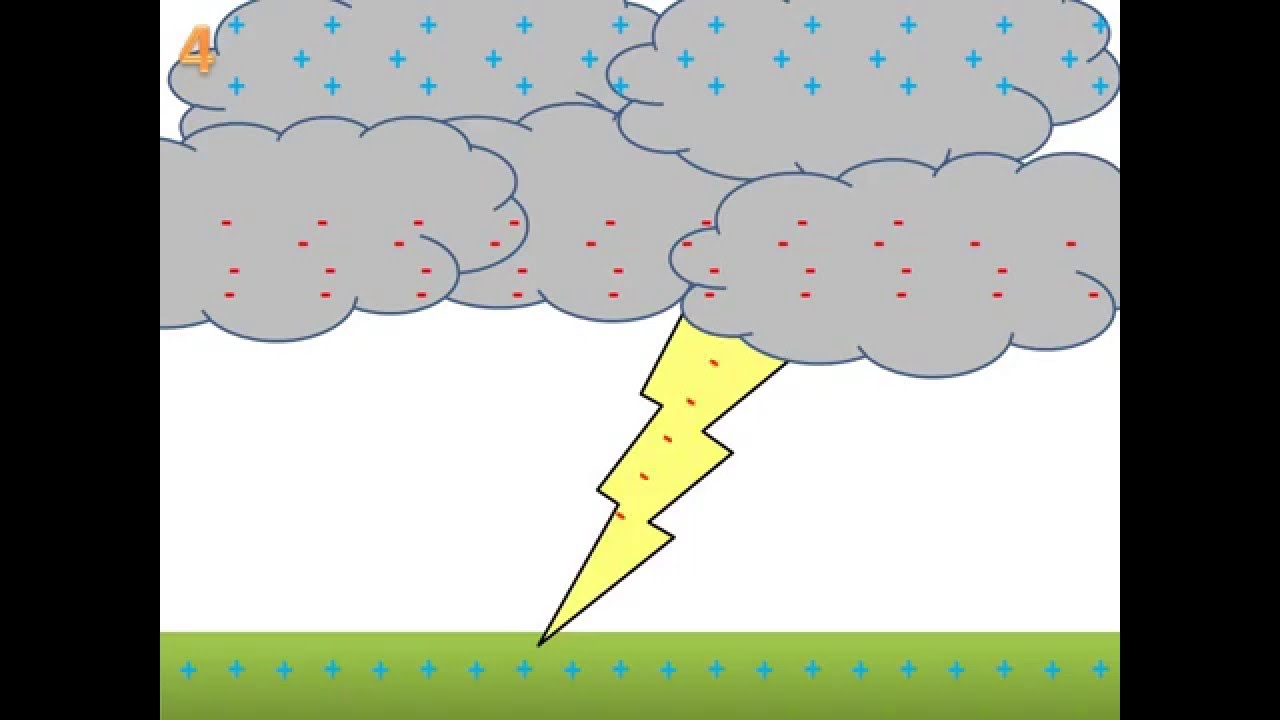 4
+ + + + + + + + + +
+ + + + + + + + +
+ + + + + + + + + +
- - - - - - - -
- - - - - - - - -
- - - - - - - - -
- - - - - - - - - -
-
-
-
-
-
+ + + + + + + + + + + + + + + + + + + +